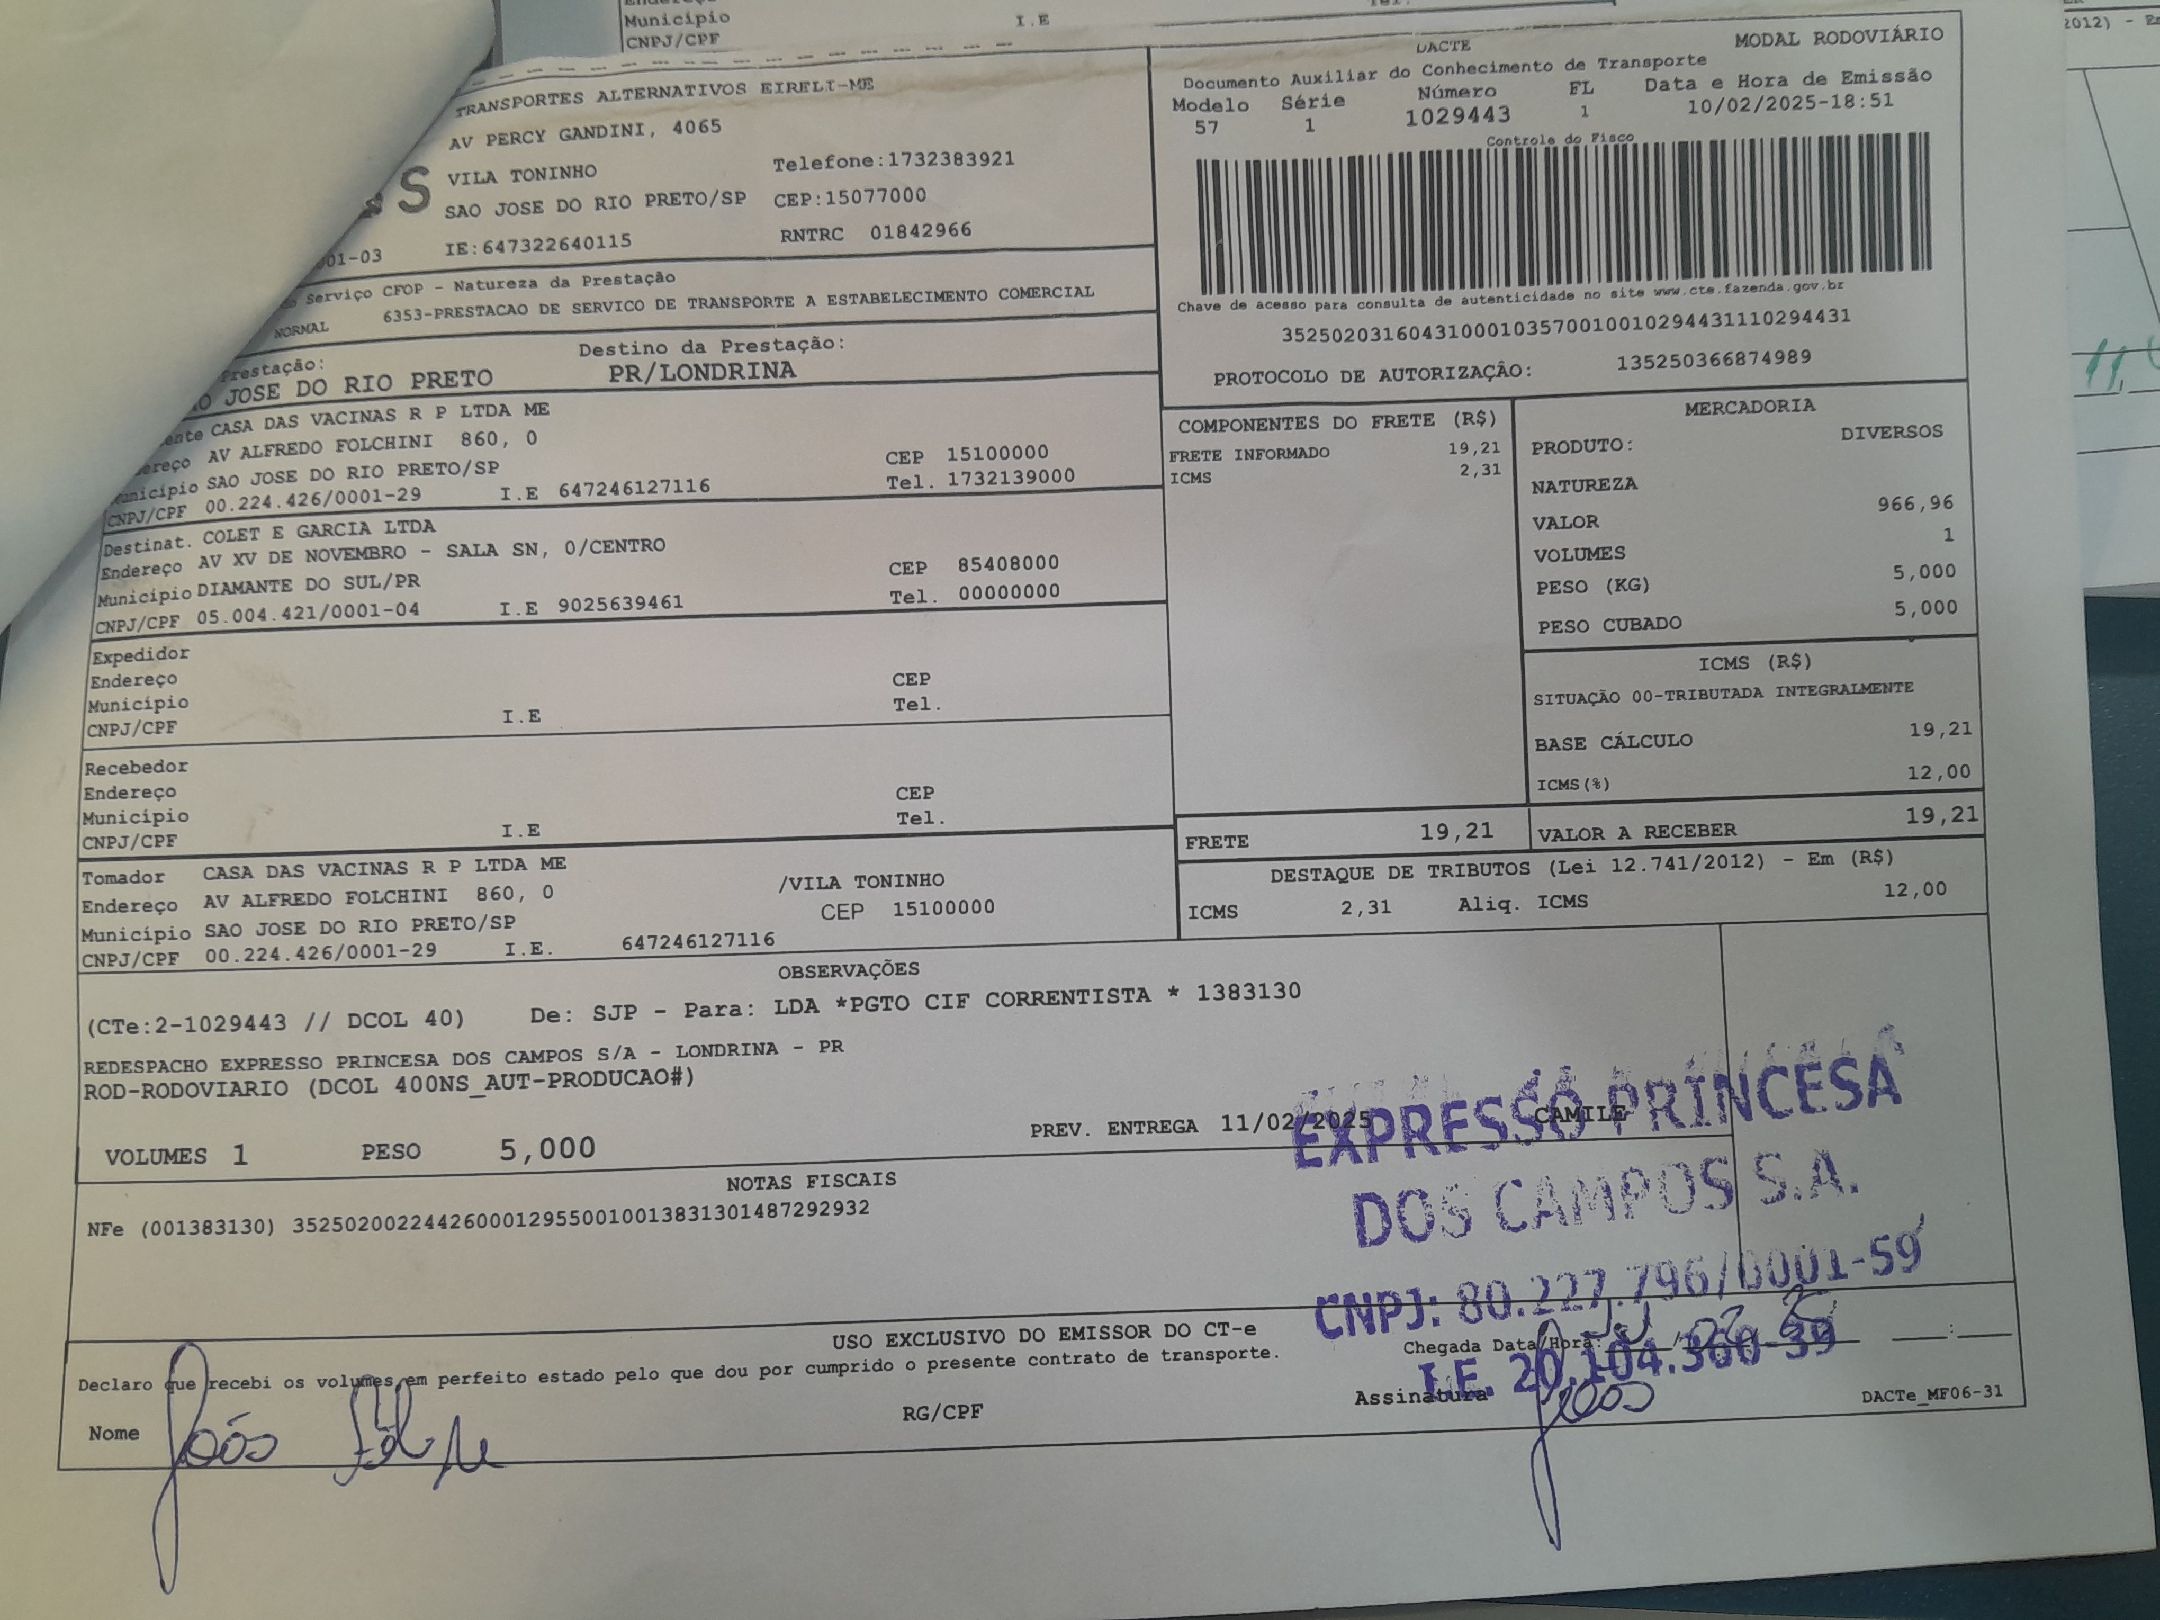 Município I.E
CNPJ/CPF
2012) - Em
TRANSPORTES ALTERNATIVOS EIRELI-ME
AV PERCY GANDINI, 4065
VILA TONINHO Telefone:1732383921
S
SAO JOSE DO RIO PRETO/SP CEP:15077000
001-03 IE:647322640115 RNTRC 01842966
DACTE MODAL RODOVIÁRIO
Documento Auxiliar do Conhecimento de Transporte
Modelo Série Número FL Data e Hora de Emissão
57 1 1029443 1 10/02/2025-18:51
Controle do Fisco
Chave de acesso para consulta de autenticidade no site www.cte.fazenda.gov.br
35250203160431000103570010010294431110294431
PROTOCOLO DE AUTORIZAÇÃO: 135250366874989
Serviço CFOP - Natureza da Prestação
NORMAL 6353-PRESTACAO DE SERVICO DE TRANSPORTE A ESTABELECIMENTO COMERCIAL
Prestação: Destino da Prestação:
O JOSE DO RIO PRETO PR/LONDRINA
ente CASA DAS VACINAS R P LTDA ME
ereço AV ALFREDO FOLCHINI 860, 0
unicípio SAO JOSE DO RIO PRETO/SP CEP 15100000
CNPJ/CPF 00.224.426/0001-29 I.E 647246127116 Tel. 1732139000
Destinat. COLET E GARCIA LTDA
Endereço AV XV DE NOVEMBRO - SALA SN, 0/CENTRO
Município DIAMANTE DO SUL/PR CEP 85408000
CNPJ/CPF 05.004.421/0001-04 I.E 9025639461 Tel. 00000000
Expedidor
Endereço CEP
Município Tel.
CNPJ/CPF I.E
Recebedor
Endereço CEP
Município Tel.
CNPJ/CPF I.E
Tomador CASA DAS VACINAS R P LTDA ME
Endereço AV ALFREDO FOLCHINI 860, 0 /VILA TONINHO
Município SAO JOSE DO RIO PRETO/SP CEP 15100000
CNPJ/CPF 00.224.426/0001-29 I.E. 647246127116
COMPONENTES DO FRETE (R$)
FRETE INFORMADO 19,21
ICMS 2,31
MERCADORIA
PRODUTO: DIVERSOS
NATUREZA
VALOR 966,96
VOLUMES 1
PESO (KG) 5,000
PESO CUBADO 5,000
ICMS (R$)
SITUAÇÃO 00-TRIBUTADA INTEGRALMENTE
BASE CÁLCULO 19,21
ICMS(%) 12,00
FRETE 19,21 VALOR A RECEBER 19,21
DESTAQUE DE TRIBUTOS (Lei 12.741/2012) - Em (R$)
ICMS 2,31 Aliq. ICMS 12,00
OBSERVAÇÕES
(CTe:2-1029443 // DCOL 40) De: SJP - Para: LDA *PGTO CIF CORRENTISTA * 1383130
REDESPACHO EXPRESSO PRINCESA DOS CAMPOS S/A - LONDRINA - PR
ROD-RODOVIARIO (DCOL 400NS_AUT-PRODUCAO#)
VOLUMES 1 PESO 5,000 PREV. ENTREGA 11/02/2025 CAMILE
EXPRESSO PRINCESA
DOS CAMPOS S.A.
CNPJ: 80.227.796/0001-59
I.E. 20.104.360-39
NOTAS FISCAIS
NFe (001383130) 35250200224426000129550010013831301487292932
USO EXCLUSIVO DO EMISSOR DO CT-e
Declaro que recebi os volumes em perfeito estado pelo que dou por cumprido o presente contrato de transporte.
Chegada Data/Hora:
Nome João RG/CPF Assinatura João DACTe_MF06-31